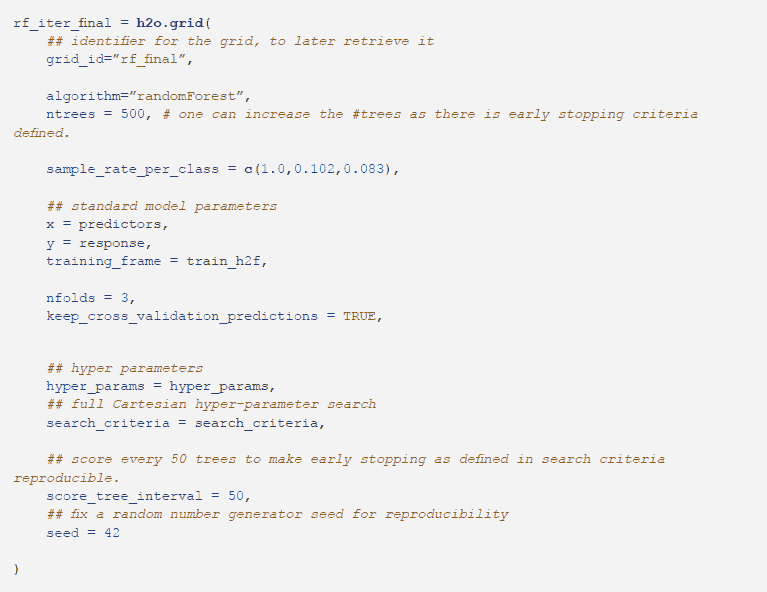 rf_iter_final = h2o.grid(
## identifier for the grid, to later retrieve it
grid_id=”rf_final”,
algorithm=”randomForest”,
ntrees = 500, # one can increase the #trees as there is early stopping criteria
defined.
sample_rate_per_class = c(1.0,0.102,0.083),
## standard model parameters
x = predictors,
y = response,
training_frame = train_h2f,
nfolds = 3,
keep_cross_validation_predictions = TRUE,
## hyper parameters
hyper_params = hyper_params,
## full Cartesian hyper-parameter search
search_criteria = search_criteria,
## score every 50 trees to make early stopping as defined in search criteria
reproducible.
score_tree_interval = 50,
## fix a random number generator seed for reproducibility
seed = 42
)